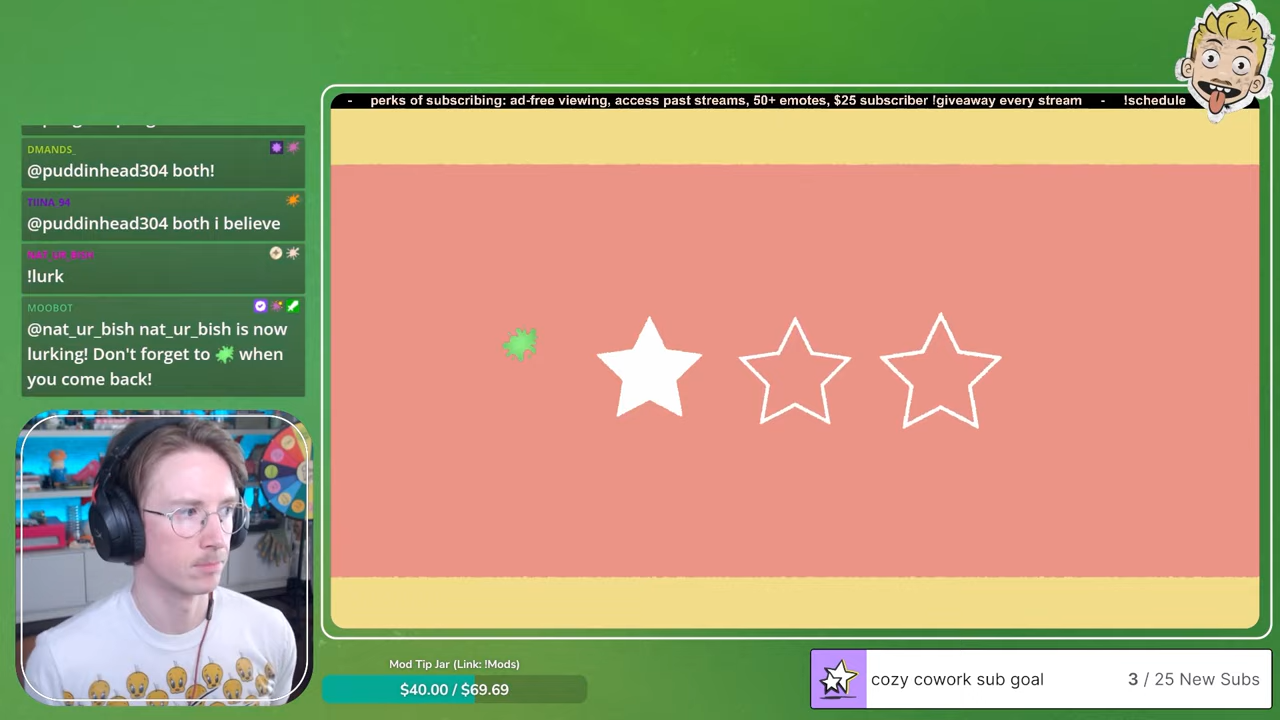 - perks of subscribing: ad-free viewing, access past streams, 50+ emotes, $25 subscriber !giveaway every stream - !schedule
DMANDS_
@puddinhead304 both!
TIINA_94
@puddinhead304 both i believe
nat_ur_bish
!lurk
MOOBOT
@nat_ur_bish nat_ur_bish is now
lurking! Don't forget to when
you come back!
Mod Tip Jar (Link: !Mods)
$40.00 / $69.69
cozy cowork sub goal
3 / 25 New Subs